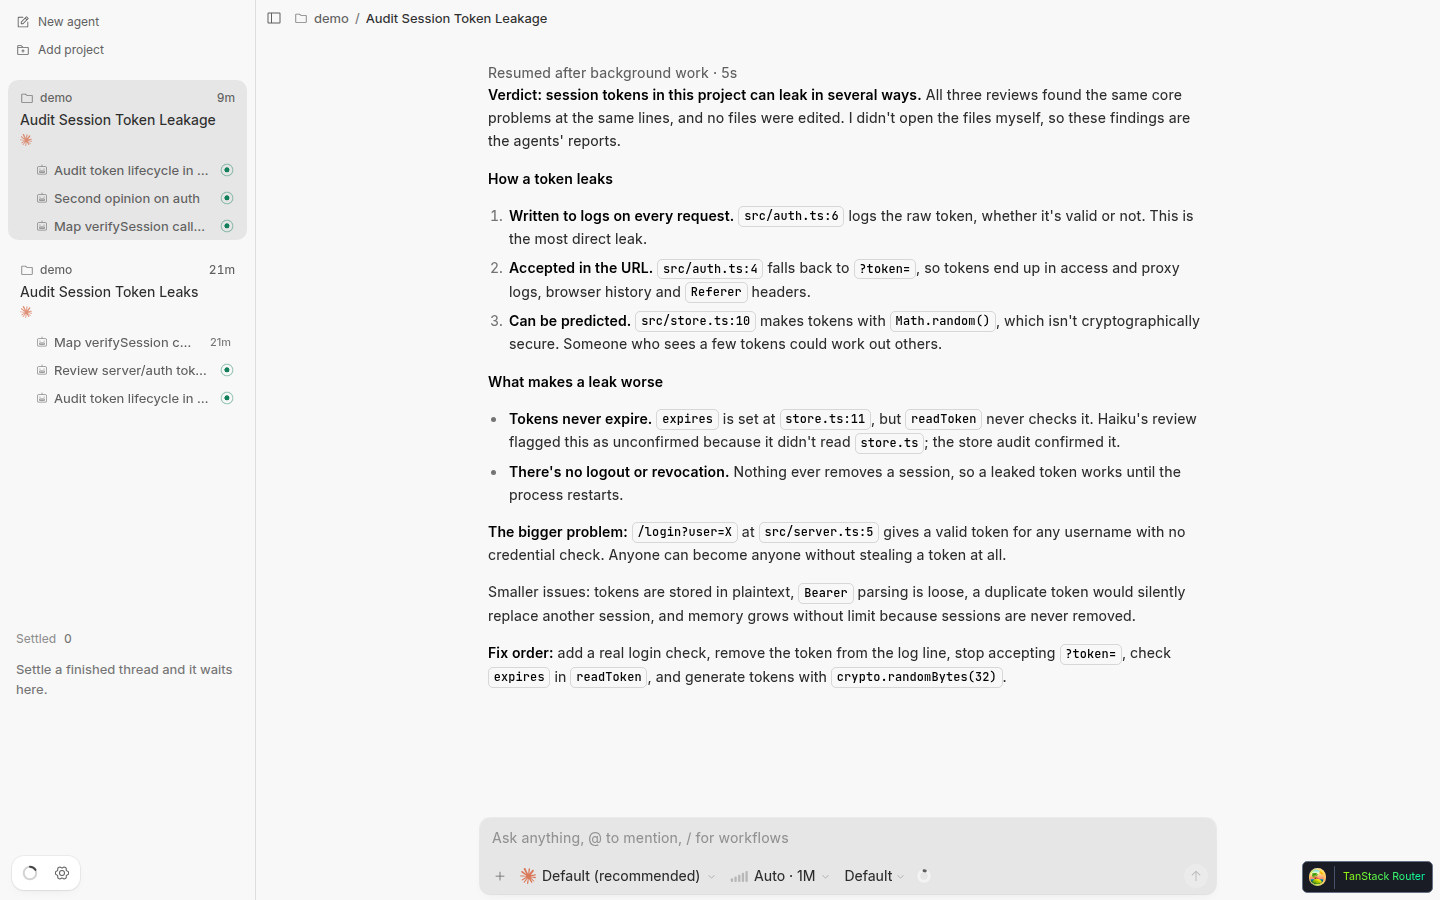 New agent
Add project
demo 9m
Audit Session Token Leakage
Audit token lifecycle in ...
Second opinion on auth
Map verifySession call...
demo 21m
Audit Session Token Leaks
Map verifySession c... 21m
Review server/auth tok...
Audit token lifecycle in ...
Settled 0
Settle a finished thread and it waits
here.
demo / Audit Session Token Leakage
Resumed after background work · 5s
Verdict: session tokens in this project can leak in several ways. All three reviews found the same core
problems at the same lines, and no files were edited. I didn't open the files myself, so these findings are
the agents' reports.
How a token leaks
1. Written to logs on every request. src/auth.ts:6 logs the raw token, whether it's valid or not. This is
the most direct leak.
2. Accepted in the URL. src/auth.ts:4 falls back to ?token=, so tokens end up in access and proxy
logs, browser history and Referer headers.
3. Can be predicted. src/store.ts:10 makes tokens with Math.random(), which isn't cryptographically
secure. Someone who sees a few tokens could work out others.
What makes a leak worse
• Tokens never expire. expires is set at store.ts:11, but readToken never checks it. Haiku's review
flagged this as unconfirmed because it didn't read store.ts; the store audit confirmed it.
• There's no logout or revocation. Nothing ever removes a session, so a leaked token works until the
process restarts.
The bigger problem: /login?user=X at src/server.ts:5 gives a valid token for any username with no
credential check. Anyone can become anyone without stealing a token at all.
Smaller issues: tokens are stored in plaintext, Bearer parsing is loose, a duplicate token would silently
replace another session, and memory grows without limit because sessions are never removed.
Fix order: add a real login check, remove the token from the log line, stop accepting ?token=, check
expires in readToken, and generate tokens with crypto.randomBytes(32).
Ask anything, @ to mention, / for workflows
Default (recommended) Auto · 1M Default
TanStack Router